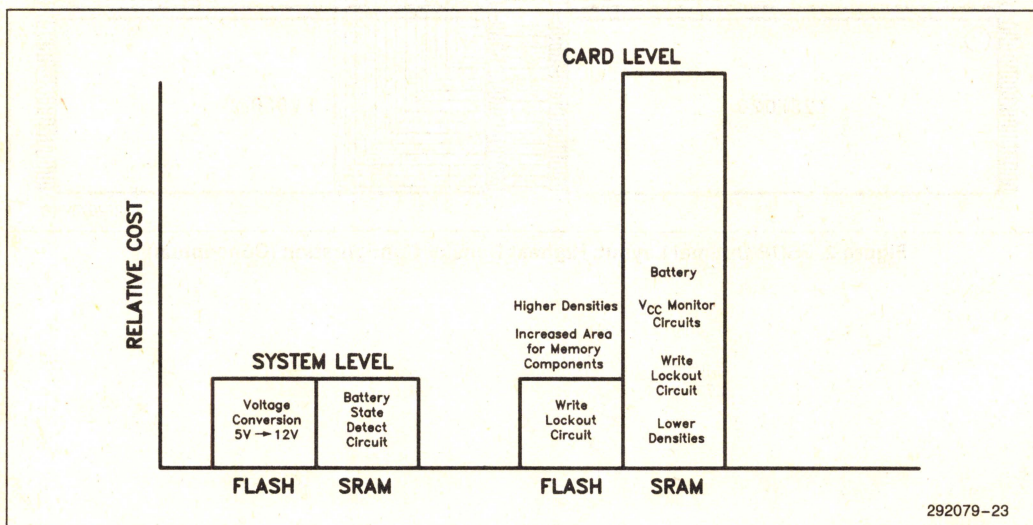 CARD LEVEL
RELATIVE COST
SYSTEM LEVEL
Voltage
Conversion
5V → 12V
Battery
State
Detect
Circuit
Higher Densities
Increased Area
for Memory
Components
Write
Lockout
Circuit
Battery
VCC Monitor
Circuits
Write
Lockout
Circuit
Lower
Densities
FLASH
SRAM
FLASH
SRAM
292079-23